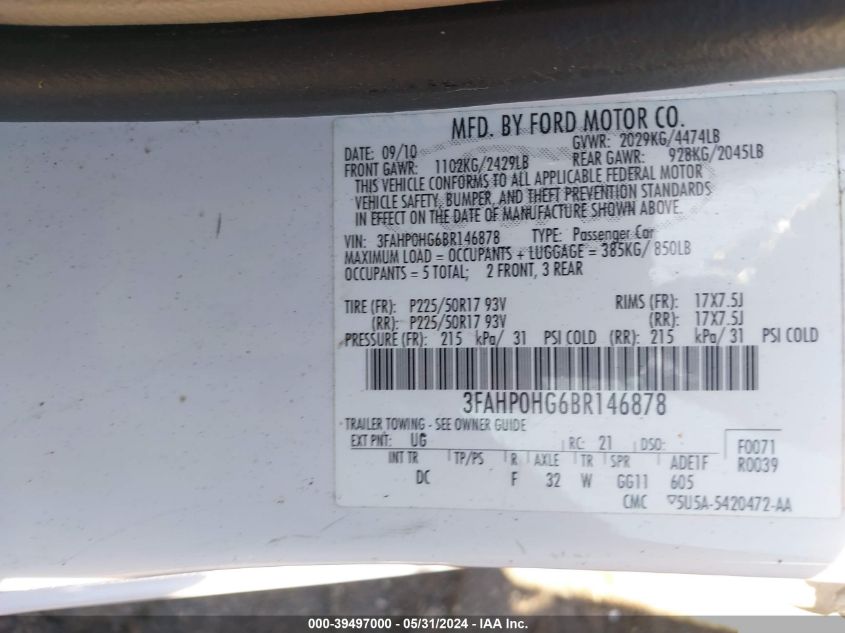 MFD. BY FORD MOTOR CO.
DATE: 09/10 GVWR: 2029KG/4474LB
FRONT GAWR: 1102KG/2429LB REAR GAWR: 928KG/2045LB
THIS VEHICLE CONFORMS TO ALL APPLICABLE FEDERAL MOTOR
VEHICLE SAFETY, BUMPER, AND THEFT PREVENTION STANDARDS
IN EFFECT ON THE DATE OF MANUFACTURE SHOWN ABOVE.
VIN: 3FAHP0HG6BR146878 TYPE: Passenger Car
MAXIMUM LOAD = OCCUPANTS + LUGGAGE = 385KG/ 850LB
OCCUPANTS = 5 TOTAL; 2 FRONT, 3 REAR
TIRE (FR): P225/50R17 93V RIMS (FR): 17X7.5J
(RR): P225/50R17 93V (RR): 17X7.5J
PRESSURE (FR): 215 kPa/ 31 PSI COLD (RR): 215 kPa/ 31 PSI COLD
3FAHP0HG6BR146878
TRAILER TOWING - SEE OWNER GUIDE
EXT PNT: UG RC: 21 DSO: F0071
INT TR TP/PS R AXLE TR SPR ADE1F R0039
DC F 32 W GG11 605
CMC ▽5U5A-5420472-AA
000-39497000 - 05/31/2024 - IAA Inc.